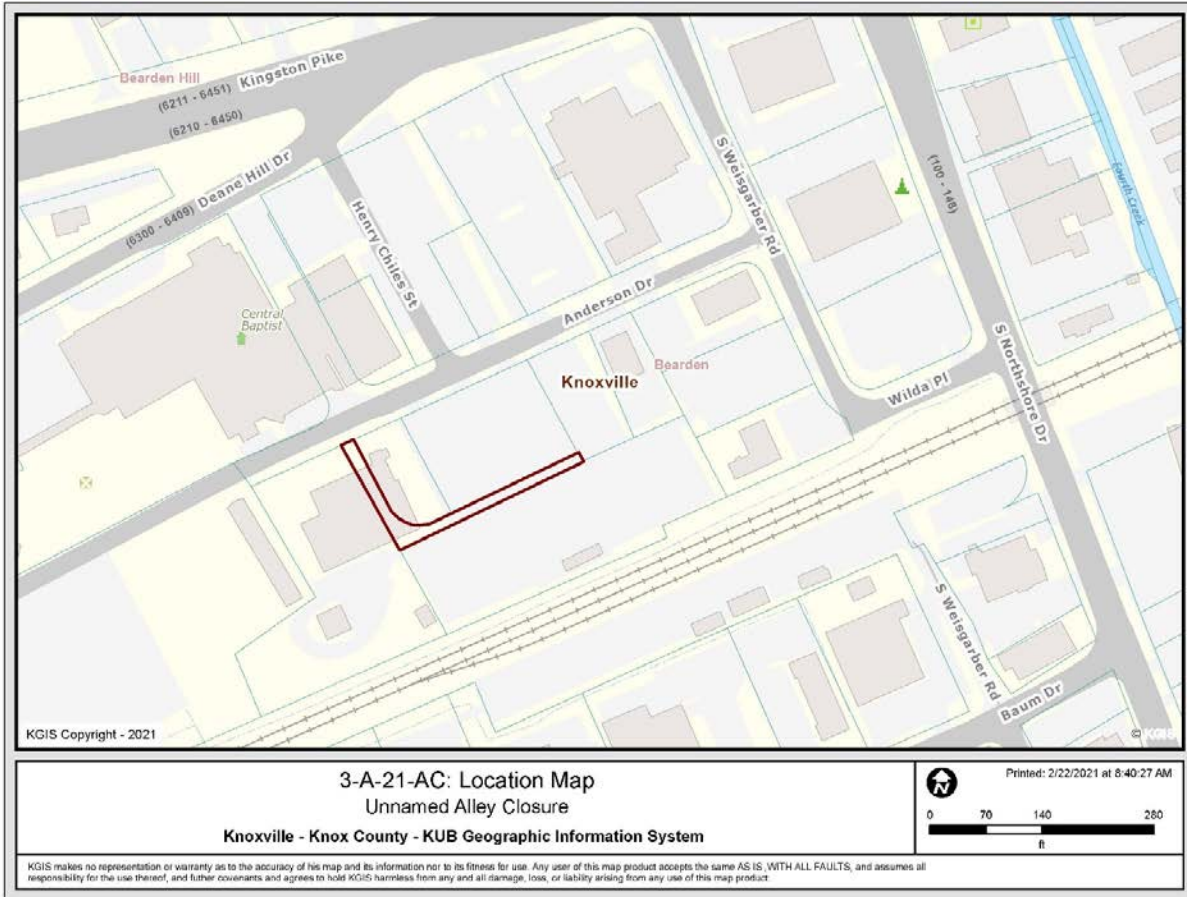 Bearden Hill
(6211 - 6451) Kingston Pike
(6210 - 6450)
(6300 - 6409) Deane Hill Dr
Henry Chiles St
S Weisgarber Rd
(100 - 148)
Fourth Creek
Central
Baptist
Anderson Dr
Bearden
Knoxville
Wilda Pl
S Northshore Dr
S Weisgarber Rd
Baum Dr
KGIS Copyright - 2021
© KGIS
3-A-21-AC: Location Map
Unnamed Alley Closure
Knoxville - Knox County - KUB Geographic Information System
N
Printed: 2/22/2021 at 8:40:27 AM
0 70 140 280
ft
KGIS makes no representation or warranty as to the accuracy of his map and its information nor to its fitness for use. Any user of this map product accepts the same AS IS ,WITH ALL FAULTS, and assumes all
responsibility for the use thereof, and futher covenants and agrees to hold KGIS harmless from any and all damage, loss, or liability arising from any use of this map product.